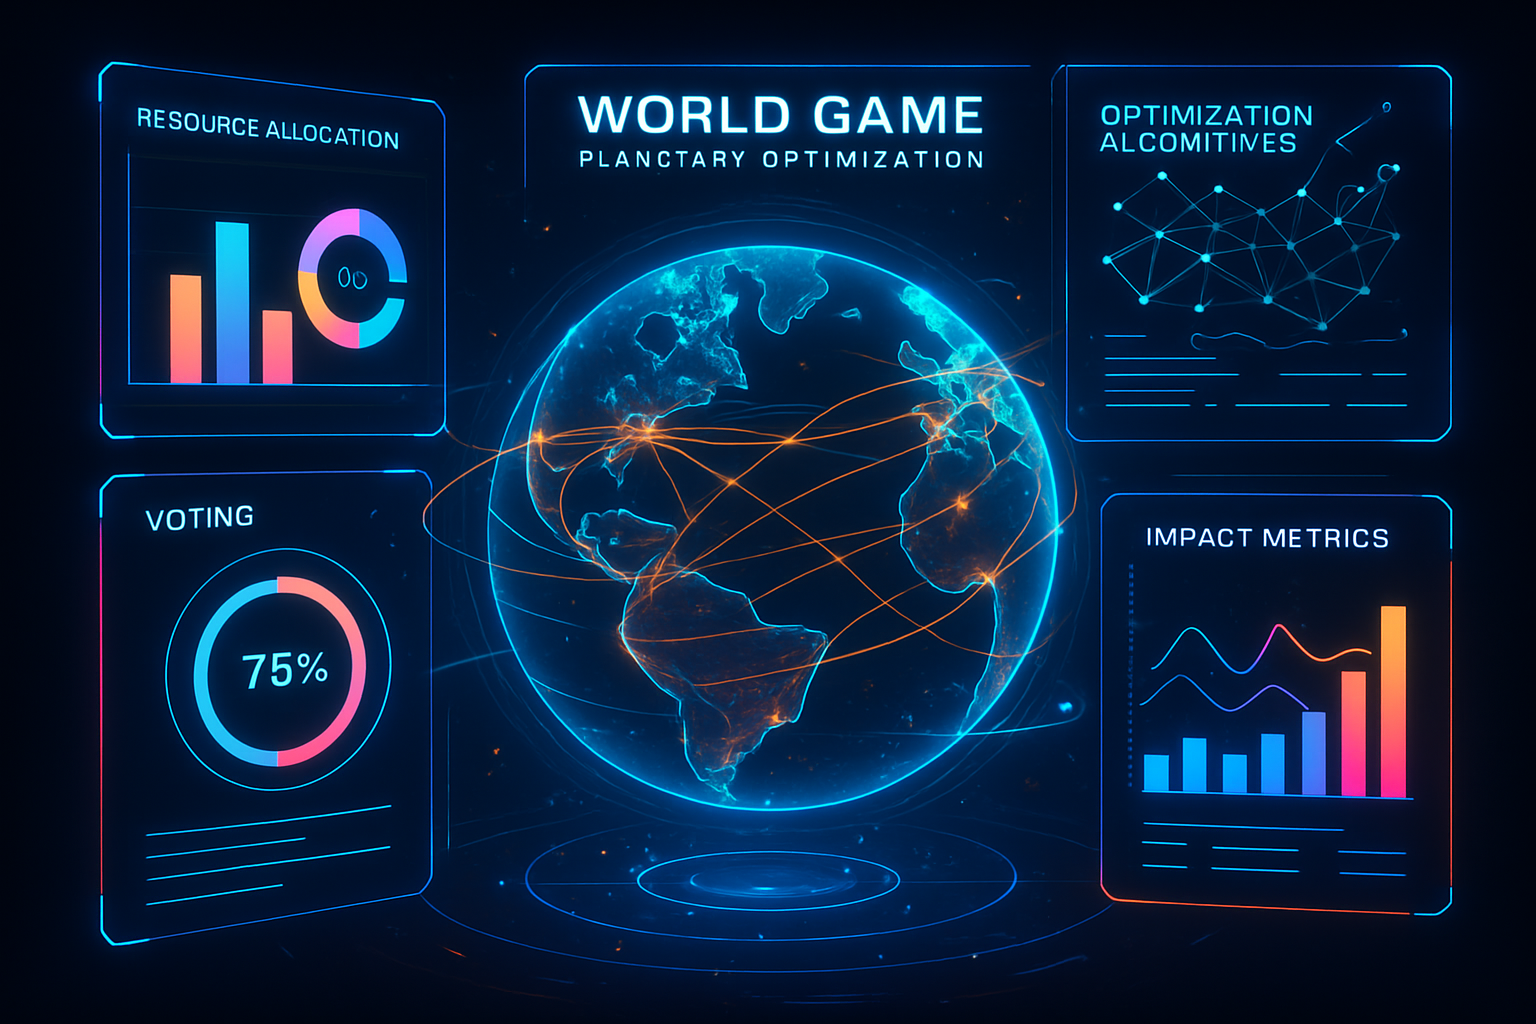 RESOURCE ALLOCATION
WORLD GAME
PLANCTARY OPTIMIZATION
OPTIMIZATION
ALCOMITIVES
VOTING
75%
IMPACT METRICS